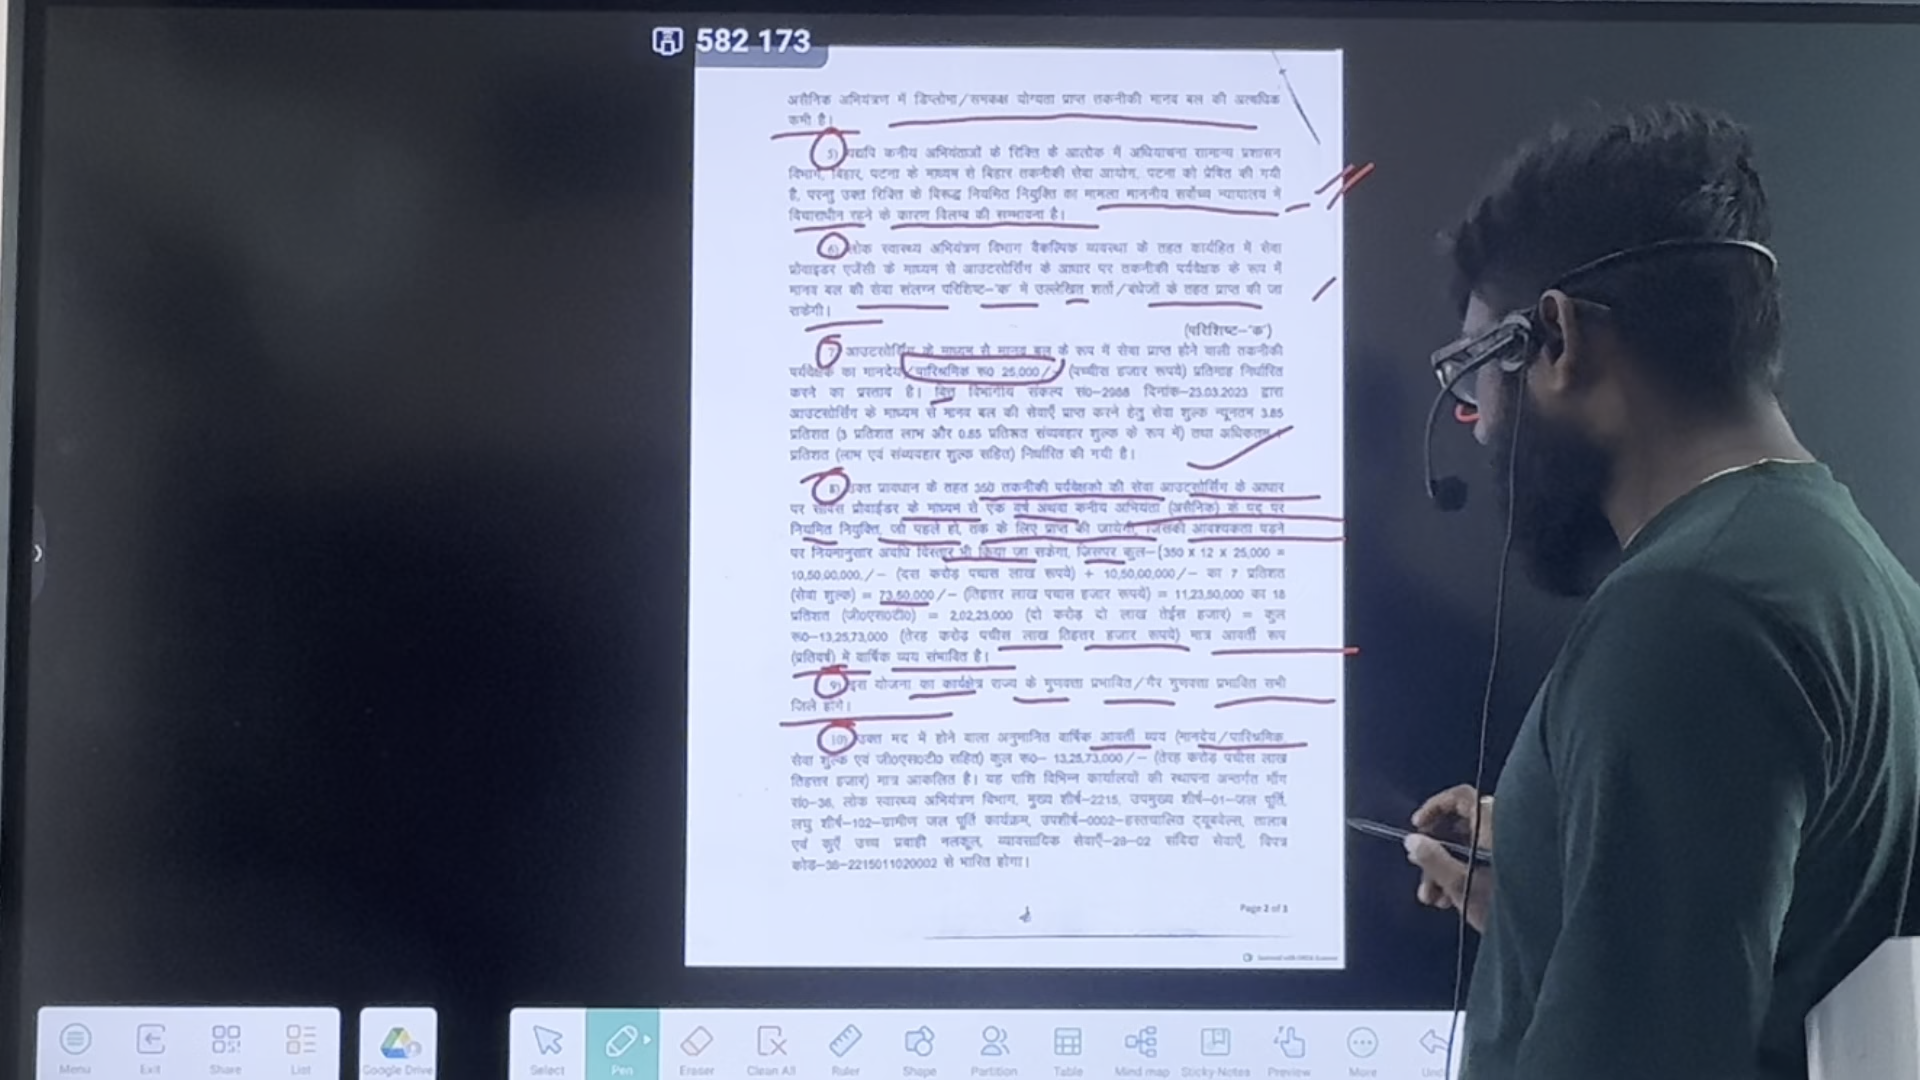 582 173
असैनिक अभियंत्रण में डिप्लोमा/समकक्ष योग्यता प्राप्त तकनीकी मानव बल की अत्यधिक
कमी है।
5) यद्यपि कनीय अभियंताओं के रिक्ति के आलोक में अधियाचना सामान्य प्रशासन
विभाग, बिहार, पटना के माध्यम से बिहार तकनीकी सेवा आयोग, पटना को प्रेषित की गयी
है, परन्तु उक्त रिक्ति के विरूद्ध नियमित नियुक्ति का मामला माननीय सर्वोच्च न्यायालय में
विचाराधीन रहने के कारण विलम्ब की सम्भावना है।
6) लोक स्वास्थ्य अभियंत्रण विभाग वैकल्पिक व्यवस्था के तहत कार्यहित में सेवा
प्रोवाइडर एजेंसी के माध्यम से आउटसोर्सिंग के आधार पर तकनीकी पर्यवेक्षक के रूप में
मानव बल की सेवा संलग्न परिशिष्ट-'क' में उल्लेखित शर्तो/बंधेजों के तहत प्राप्त की जा
सकेगी।
(परिशिष्ट-'क')
7) आउटसोर्सिंग के माध्यम से मानव बल के रूप में सेवा प्राप्त होने वाली तकनीकी
पर्यवेक्षक का मानदेय/पारिश्रमिक रू0 25,000/- (पच्चीस हजार रूपये) प्रतिमाह निर्धारित
करने का प्रस्ताव है। वित्त विभागीय संकल्प सं0-2988 दिनांक-23.03.2023 द्वारा
आउटसोर्सिंग के माध्यम से मानव बल की सेवाएँ प्राप्त करने हेतु सेवा शुल्क न्यूनतम 3.85
प्रतिशत (3 प्रतिशत लाभ और 0.85 प्रतिशत संव्यवहार शुल्क के रूप में) तथा अधिकतम
प्रतिशत (लाभ एवं संव्यवहार शुल्क सहित) निर्धारित की गयी है।
8) उक्त प्रावधान के तहत 350 तकनीकी पर्यवेक्षको की सेवा आउटसोर्सिंग के आधार
पर सर्विस प्रोवाईडर के माध्यम से एक वर्ष अथवा कनीय अभियंता (असैनिक) के पद पर
नियमित नियुक्ति, जो पहले हो, तक के लिए प्राप्त की जायेगी, जिसकी आवश्यकता पड़ने
पर नियमानुसार अवधि विस्तार भी किया जा सकेगा, जिसपर कुल-{350 x 12 x 25,000 =
10,50,00,000/- (दस करोड़ पचास लाख रूपये) + 10,50,00,000/- का 7 प्रतिशत
(सेवा शुल्क) = 73,50,000/- (तिहत्तर लाख पचास हजार रूपये) = 11,23,50,000 का 18
प्रतिशत (जी0एस0टी0) = 2,02,23,000 (दो करोड़ दो लाख तेईस हजार) = कुल
रू0-13,25,73,000 (तेरह करोड़ पचीस लाख तिहत्तर हजार रूपये) मात्र आवर्ती रूप
(प्रतिवर्ष) में वार्षिक व्यय संभावित है।
9) इस योजना का कार्यक्षेत्र राज्य के गुणवत्ता प्रभावित/गैर गुणवत्ता प्रभावित सभी
जिले होंगे।
10) उक्त मद में होने वाला अनुमानित वार्षिक आवर्ती व्यय (मानदेय/पारिश्रमिक
सेवा शुल्क एवं जी0एस0टी0 सहित) कुल रू0- 13,25,73,000/- (तेरह करोड़ पचीस लाख
तिहत्तर हजार) मात्र आकलित है। यह राशि विभिन्न कार्यालयों की स्थापना अन्तर्गत माँग
सं0-36, लोक स्वास्थ्य अभियंत्रण विभाग, मुख्य शीर्ष-2215, उपमुख्य शीर्ष-01-जल पूर्ति,
लघु शीर्ष-102-ग्रामीण जल पूर्ति कार्यक्रम, उपशीर्ष-0002-हस्तचालित ट्यूबवेल्स, तालाब
एवं कुएँ उच्च प्रवाही नलकूल, व्यावसायिक सेवाएँ-28-02 संविदा सेवाएँ, विपत्र
कोड-36-2215011020002 से भारित होगा।
Page 2 of 3
Menu Exit Share List Google Drive Select Pen Eraser Clean All Ruler Shape Partition Table Mind map Sticky Notes Preview More